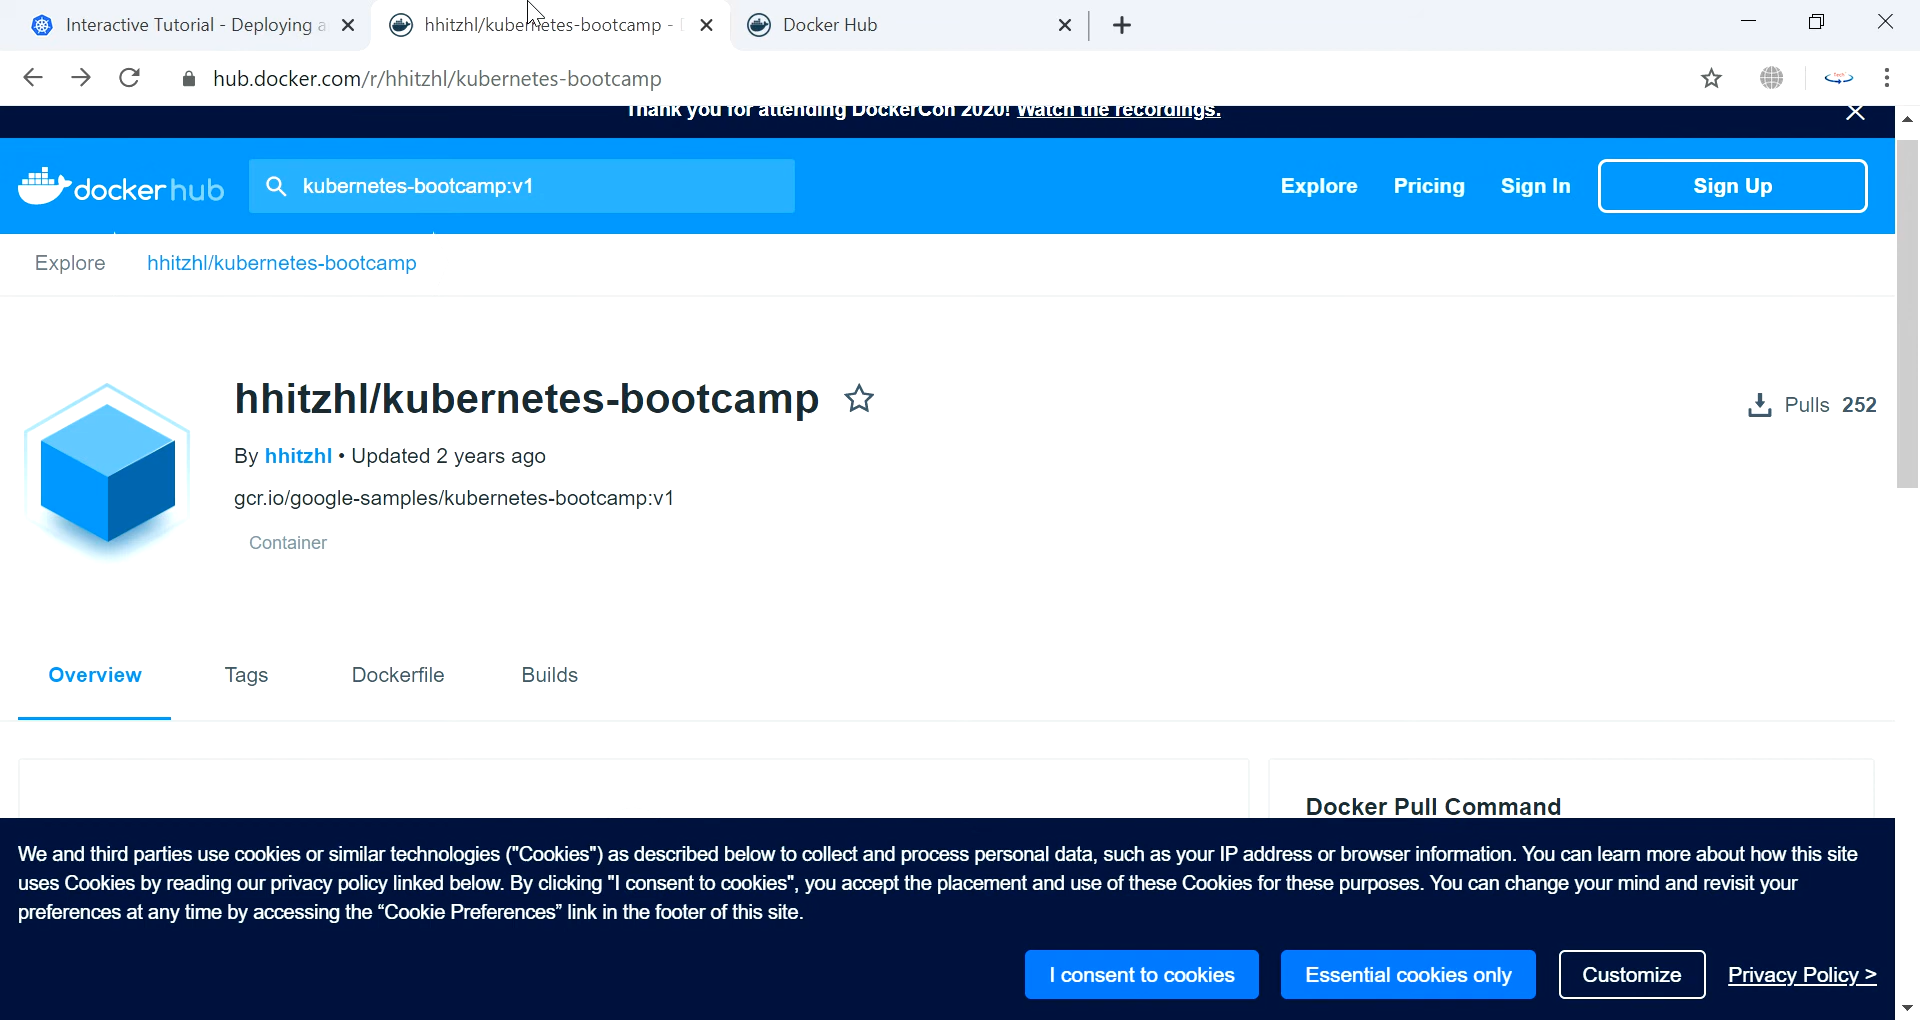 Interactive Tutorial - Deploying a
hhitzhl/kubernetes-bootcamp -
Docker Hub
hub.docker.com/r/hhitzhl/kubernetes-bootcamp
Thank you for attending DockerCon 2020! Watch the recordings.
docker hub
kubernetes-bootcamp:v1
Explore Pricing Sign In Sign Up
Explore hhitzhl/kubernetes-bootcamp
hhitzhl/kubernetes-bootcamp
Pulls 252
By hhitzhl • Updated 2 years ago
gcr.io/google-samples/kubernetes-bootcamp:v1
Container
Overview Tags Dockerfile Builds
Docker Pull Command
We and third parties use cookies or similar technologies ("Cookies") as described below to collect and process personal data, such as your IP address or browser information. You can learn more about how this site
uses Cookies by reading our privacy policy linked below. By clicking "I consent to cookies", you accept the placement and use of these Cookies for these purposes. You can change your mind and revisit your
preferences at any time by accessing the “Cookie Preferences” link in the footer of this site.
I consent to cookies Essential cookies only Customize Privacy Policy >